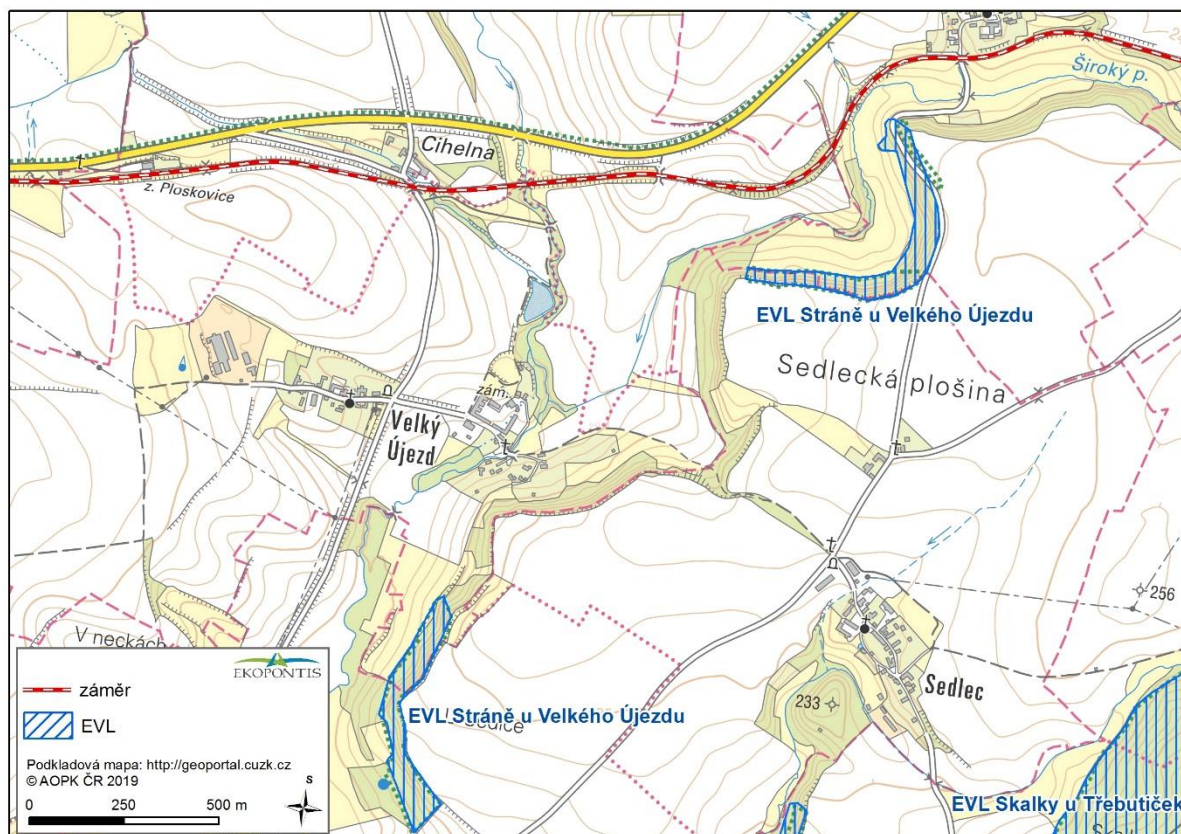 Široký p.
Cihelna
z. Ploskovice
EVL Stráně u Velkého Újezdu
Sedlecká plošina
zám.
Velký
Újezd
256
V neckách
EKOPONTIS
záměr
EVL
Podkladová mapa: http://geoportal.cuzk.cz
© AOPK ČR 2019
S
0 250 500 m
EVL Stráně u Velkého Újezdu
233
Sedlec
EVL Skalky u Třebutiček